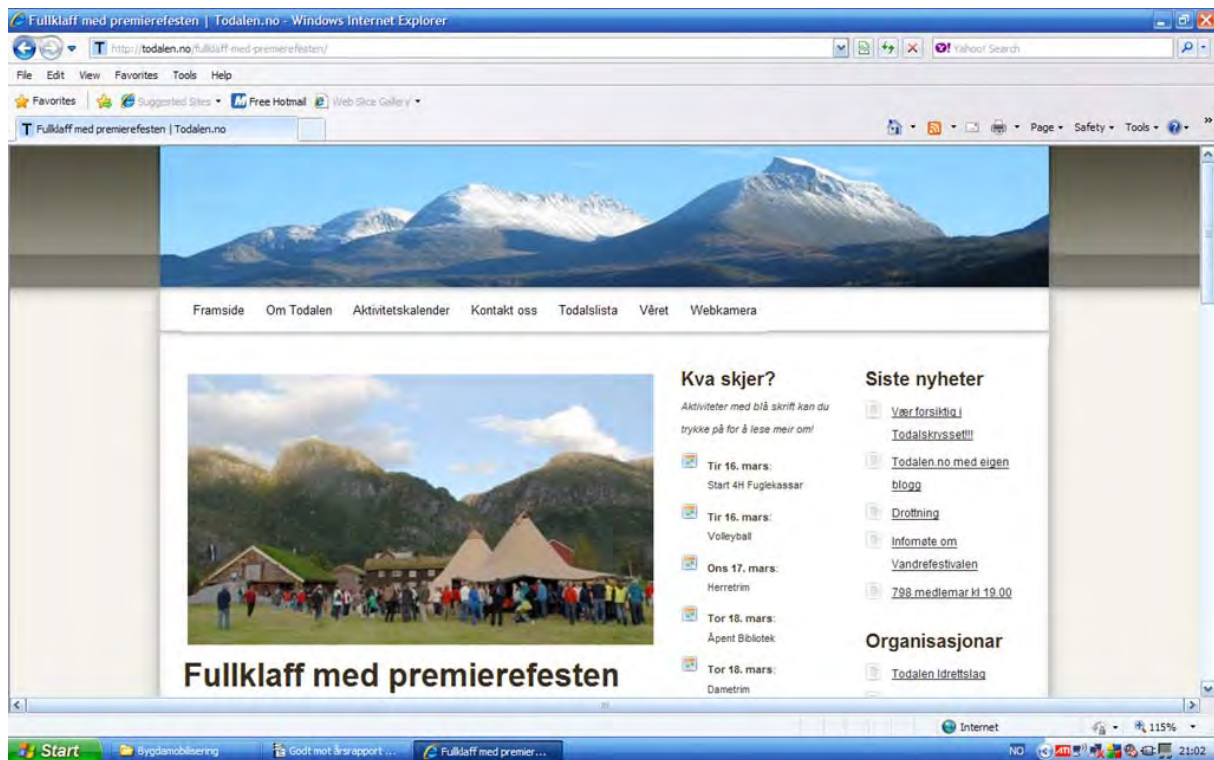 Fullklaff med premierefesten | Todalen.no - Windows Internet Explorer
http://todalen.no/fullklaff-med-premierefesten/
Yahoo! Search
File Edit View Favorites Tools Help
Favorites Suggested Sites Free Hotmail Web Slice Gallery
Fullklaff med premierefesten | Todalen.no
Page Safety Tools
Framside Om Todalen Aktivitetskalender Kontakt oss Todalslista Vêret Webkamera
Fullklaff med premierefesten
Kva skjer?
Aktiviteter med blå skrift kan du
trykke på for å lese meir om!
Tir 16. mars:
Start 4H Fuglekassar
Tir 16. mars:
Volleyball
Ons 17. mars:
Herretrim
Tor 18. mars:
Åpent Bibliotek
Tor 18. mars:
Dametrim
Siste nyheter
Vær forsiktig i
Todalskrysset!!!
Todalen.no med eigen
blogg
Drottning
Infomøte om
Vandrefestivalen
798 medlemar kl 19.00
Organisasjonar
Todalen Idrettslag
Internet 115%
Start Bygdamobilisering Godt mot årsrapport ... Fullklaff med premier... NO ATI 21:02